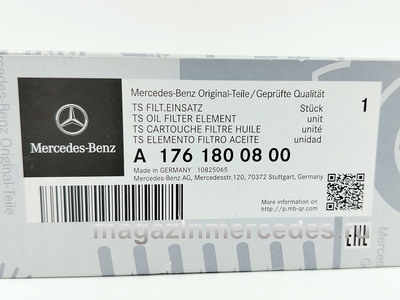 Mercedes-Benz Original-Teile/Geprüfte Qualität
TS FILT.EINSATZ Stück 1
TS OIL FILTER ELEMENT unit
TS CARTOUCHE FILTRE HUILE unité
TS ELEMENTO FILTRO ACEITE unidad
Mercedes-Benz
A 176 180 08 00
Made in GERMANY 10825065
Mercedes-Benz AG, Mercedesstr.120, 70372 Stuttgart, Germany
For more information on
http://p.mb-qr.com
magazinmercedes.
EAC
Mercedes-Benz
Original-Teile